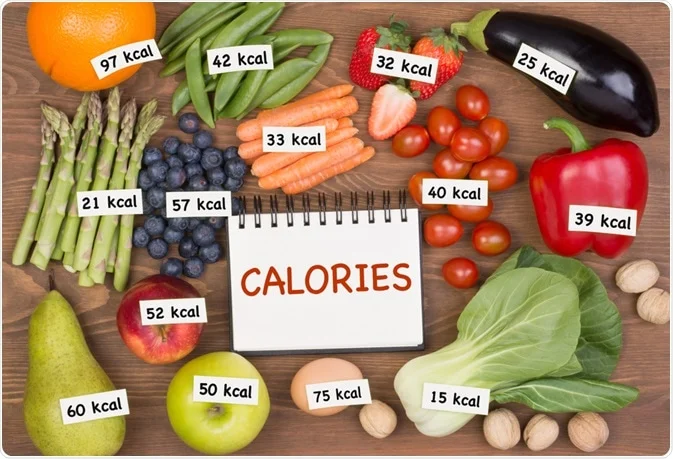 97 kcal
42 kcal
32 kcal
25 kcal
33 kcal
21 kcal
57 kcal
40 kcal
39 kcal
CALORIES
52 kcal
60 kcal
50 kcal
75 kcal
15 kcal